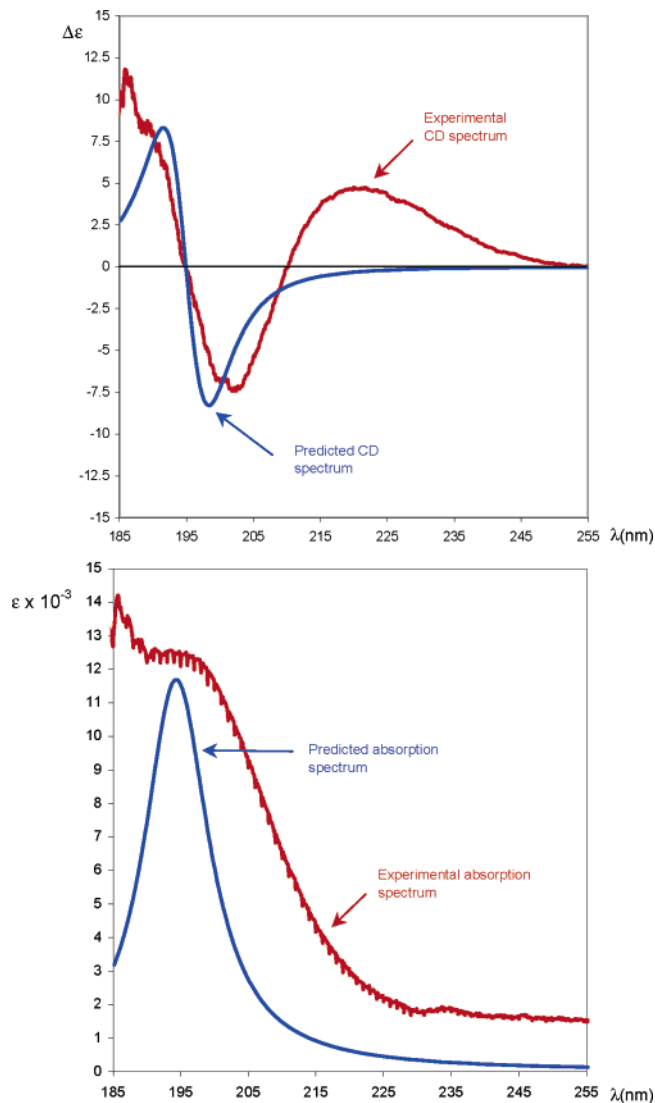 Δε
15
12.5
10
7.5
5
2.5
0
-2.5
-5
-7.5
-10
-12.5
-15
Experimental
CD spectrum
Predicted CD
spectrum
185 195 205 215 225 235 245 255 λ(nm)
ε x 10⁻³
15
14
13
12
11
10
9
8
7
6
5
4
3
2
1
0
Predicted absorption
spectrum
Experimental absorption
spectrum
185 195 205 215 225 235 245 255 λ(nm)